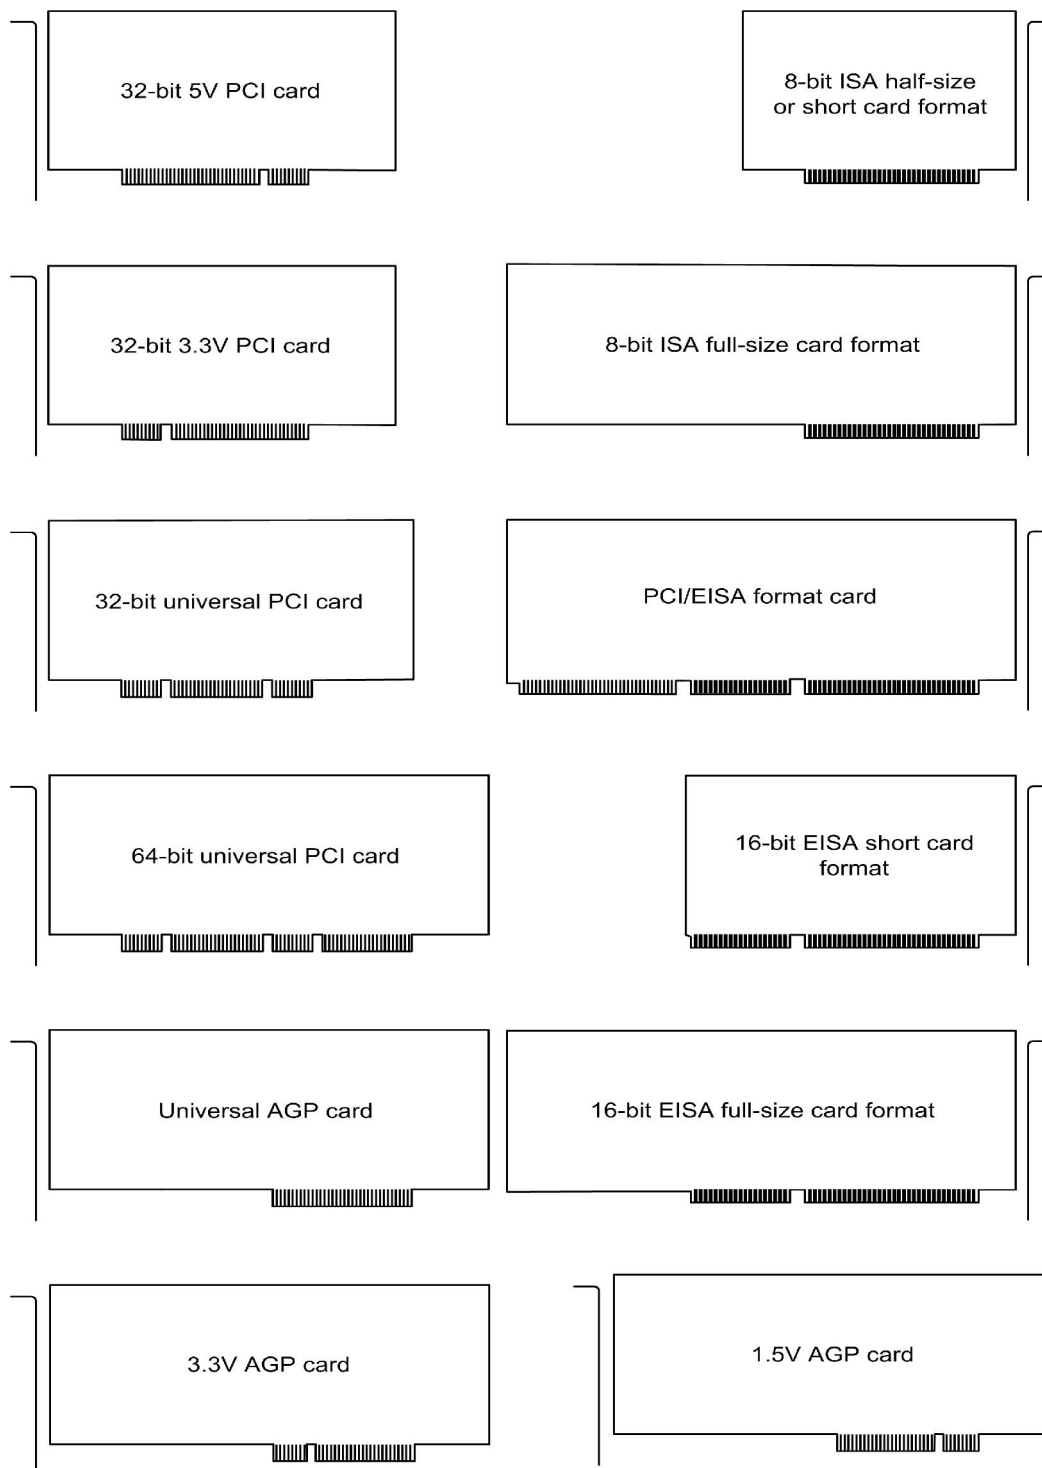 32-bit 5V PCI card
8-bit ISA half-size
or short card format
32-bit 3.3V PCI card
8-bit ISA full-size card format
32-bit universal PCI card
PCI/EISA format card
64-bit universal PCI card
16-bit EISA short card
format
Universal AGP card
16-bit EISA full-size card format
3.3V AGP card
1.5V AGP card